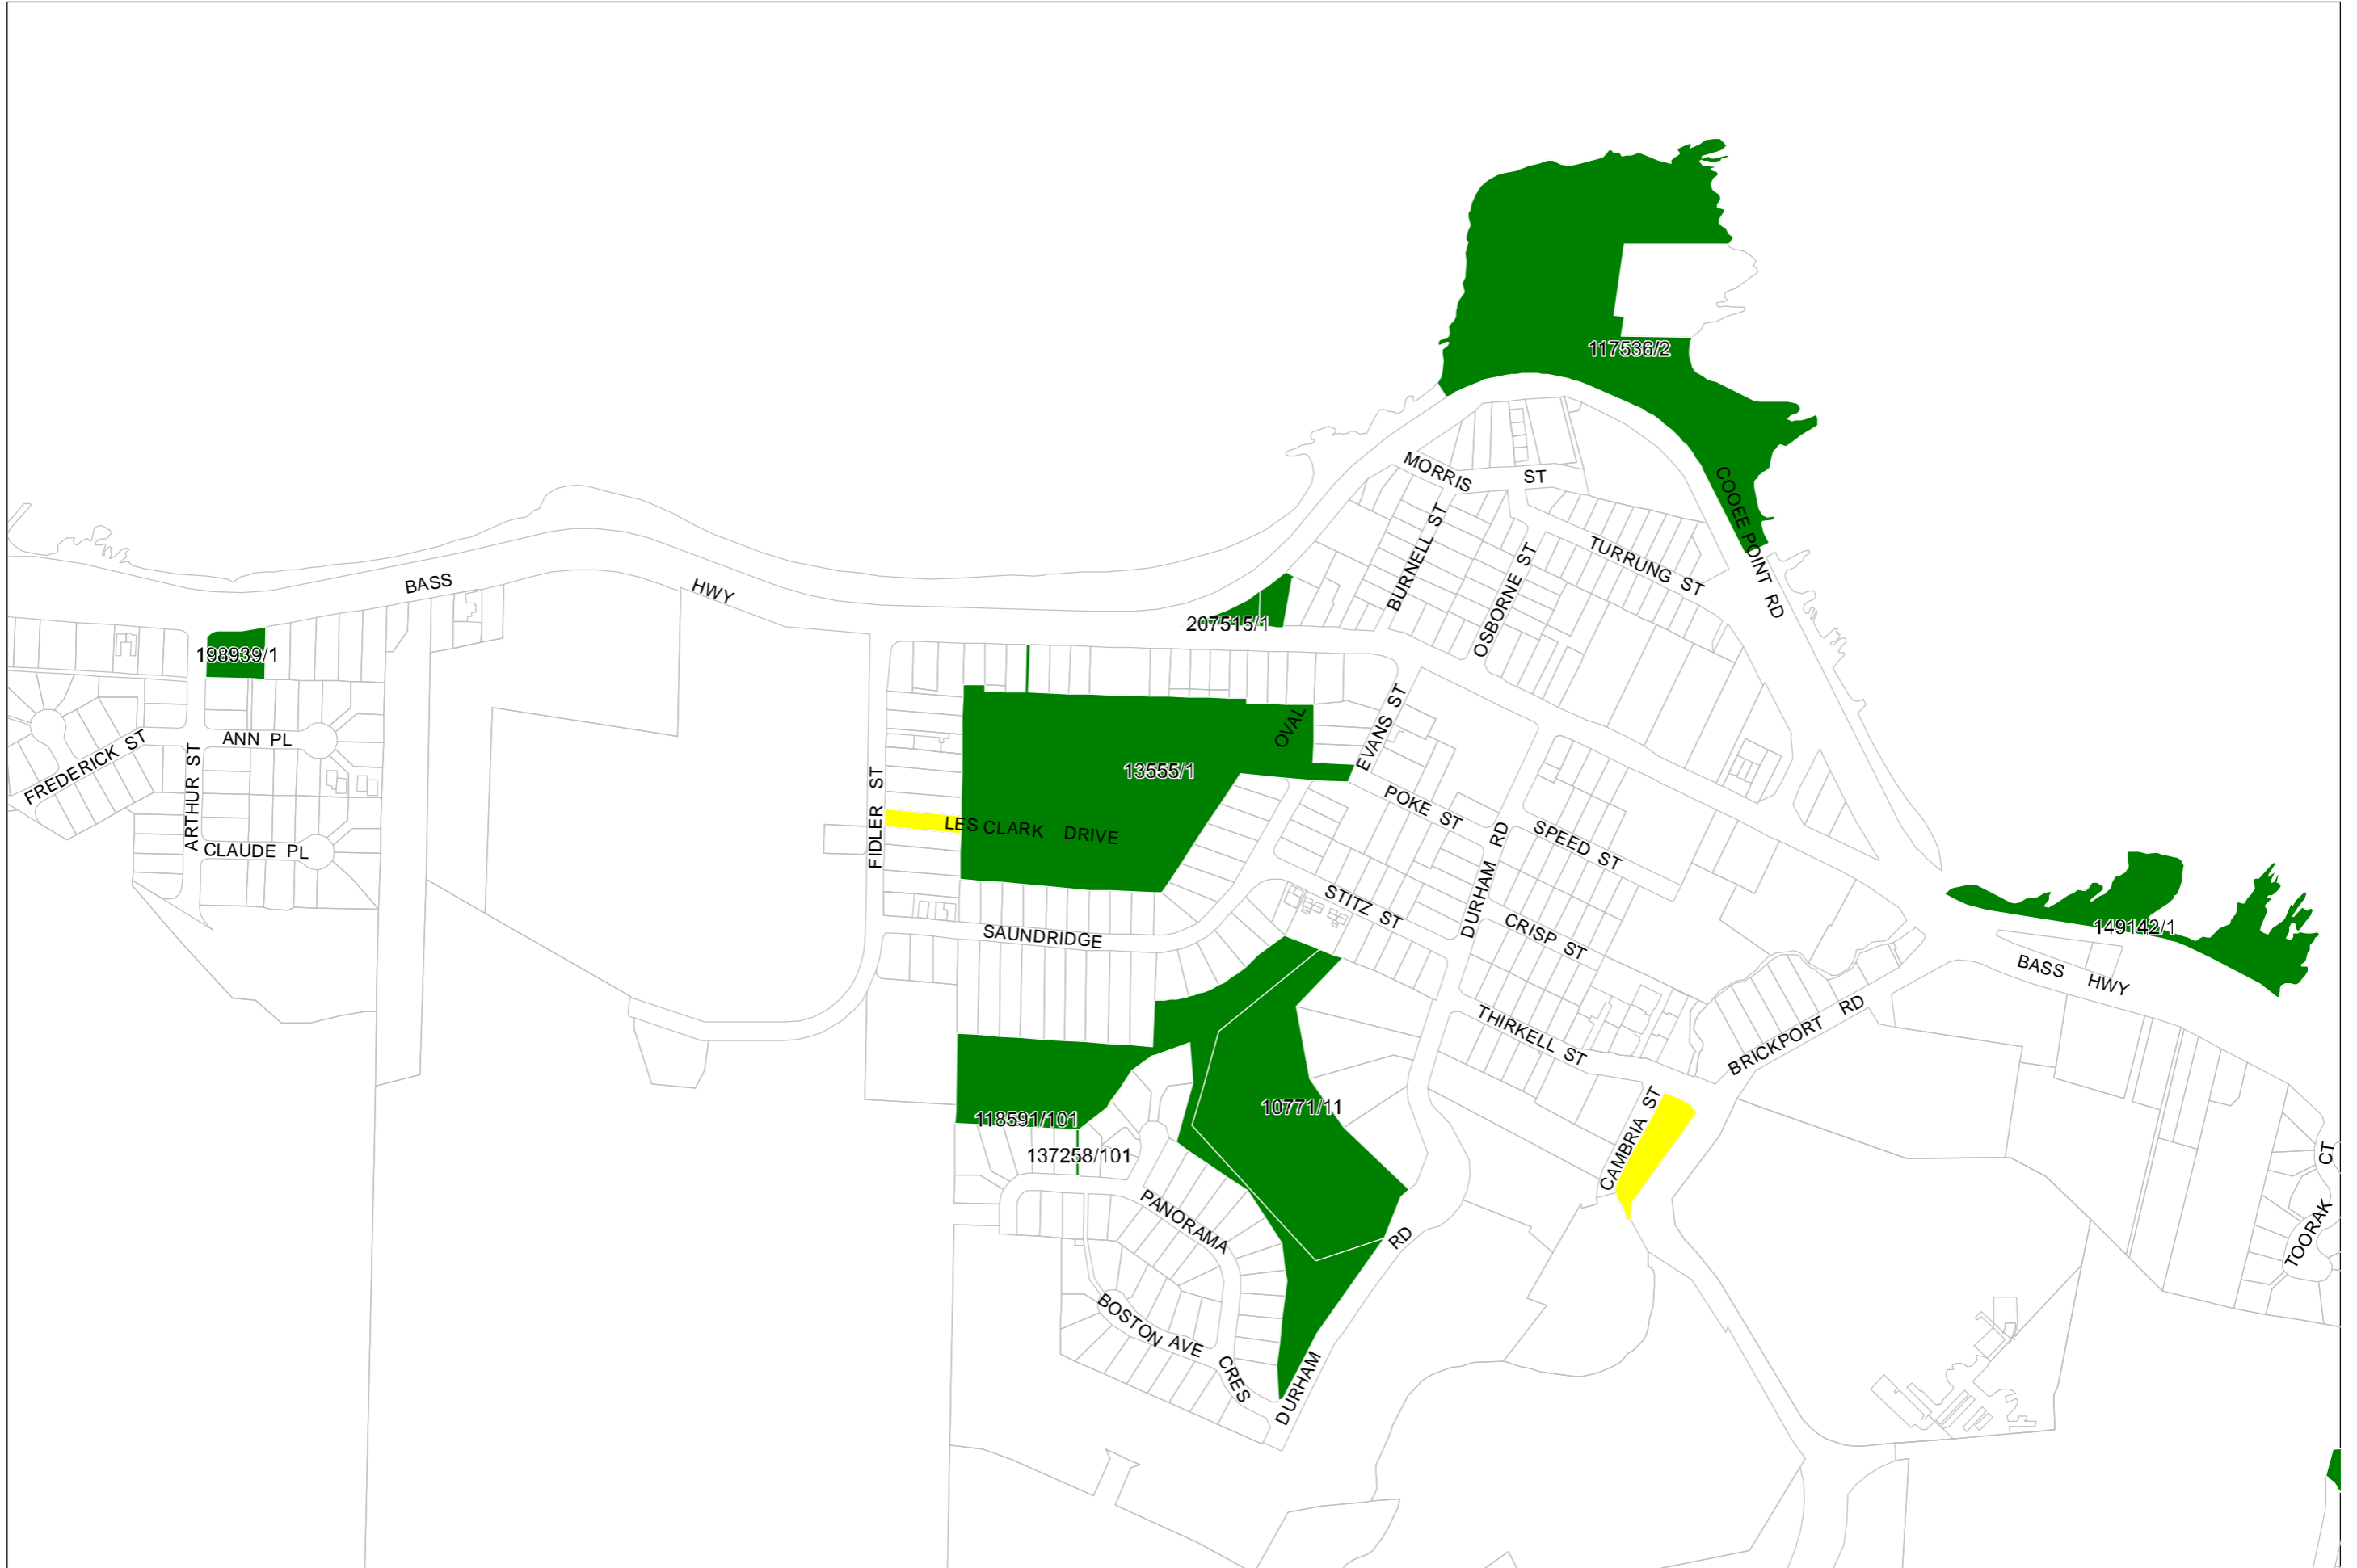 117536/2
MORRIS ST
COOEE POINT RD
BURNELL ST
OSBORNE ST
TURRUNG ST
BASS HWY
207515/1
198939/1
EVANS ST
OVAL
ANN PL
FREDERICK ST
ARTHUR ST
13555/1
FIDLER ST
LES CLARK DRIVE
POKE ST
SPEED ST
DURHAM RD
CLAUDE PL
STITZ ST
CRISP ST
SAUNDRIDGE
149142/1
BASS HWY
THIRKELL ST
BRICKPORT RD
118591/101
10771/11
137258/101
CAMBRIA ST
PANORAMA CRES
TOORAK CT
BOSTON AVE
DURHAM RD